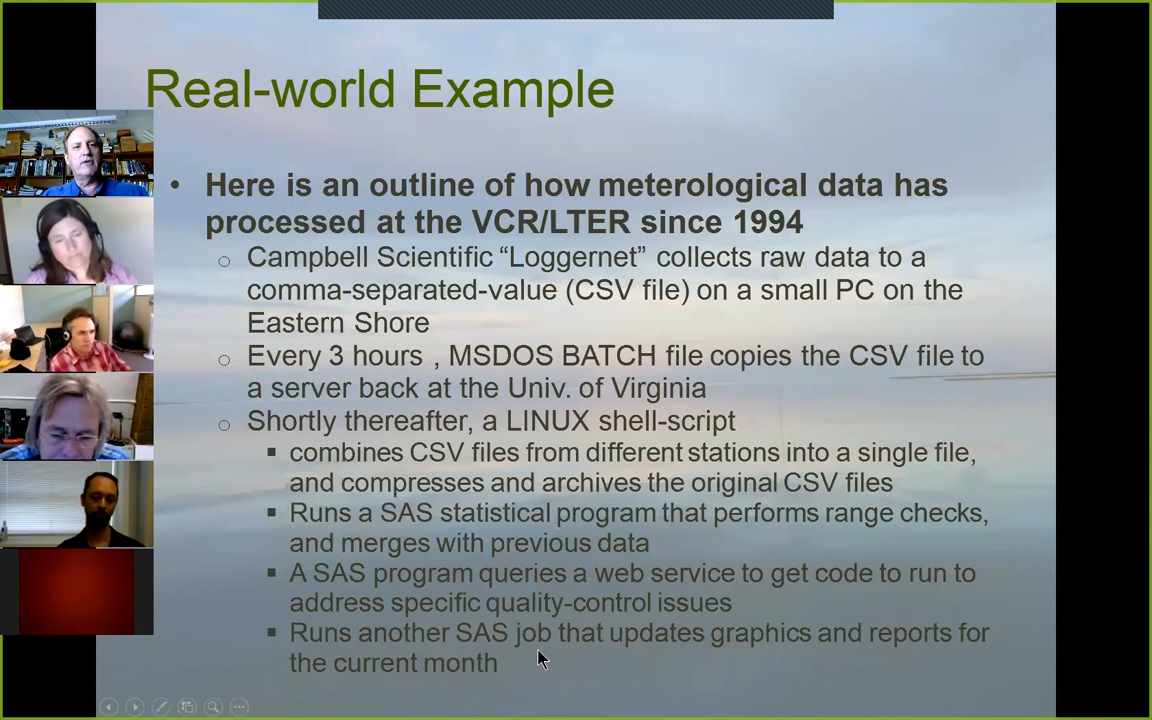 Real-world Example
• Here is an outline of how meterological data has
processed at the VCR/LTER since 1994
o Campbell Scientific “Loggernet” collects raw data to a
comma-separated-value (CSV file) on a small PC on the
Eastern Shore
o Every 3 hours , MSDOS BATCH file copies the CSV file to
a server back at the Univ. of Virginia
o Shortly thereafter, a LINUX shell-script
▪ combines CSV files from different stations into a single file,
and compresses and archives the original CSV files
▪ Runs a SAS statistical program that performs range checks,
and merges with previous data
▪ A SAS program queries a web service to get code to run to
address specific quality-control issues
▪ Runs another SAS job that updates graphics and reports for
the current month